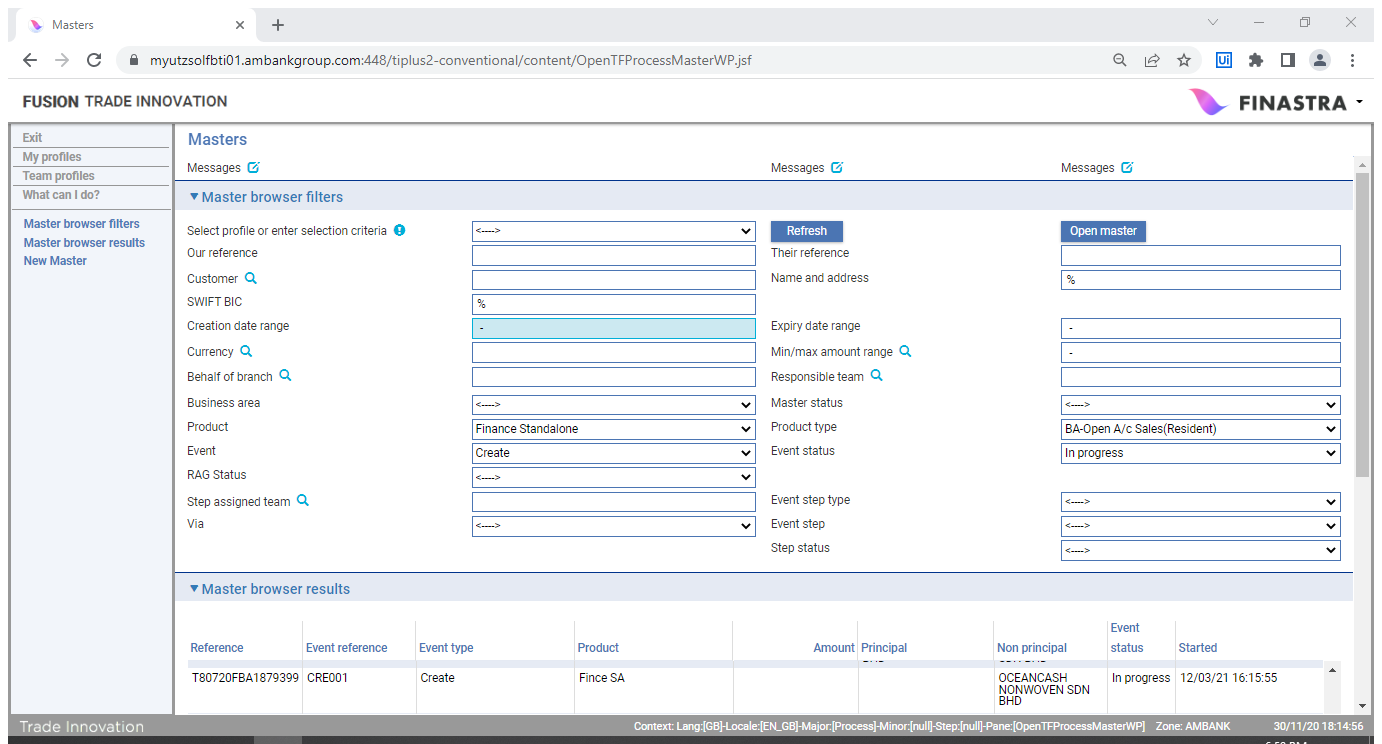 Masters
myutzsolfbti01.ambankgroup.com:448/tiplus2-conventional/content/OpenTFProcessMasterWP.jsf
Ui
FUSION TRADE INNOVATION
FINASTRA
Exit
My profiles
Team profiles
What can I do?
Master browser filters
Master browser results
New Master
Masters
Messages Messages Messages
Master browser filters
Select profile or enter selection criteria <----> Refresh Open master
Our reference Their reference
Customer Name and address %
SWIFT BIC %
Creation date range - Expiry date range -
Currency Min/max amount range -
Behalf of branch Responsible team
Business area <----> Master status <---->
Product Finance Standalone Product type BA-Open A/c Sales(Resident)
Event Create Event status In progress
RAG Status <---->
Step assigned team Event step type <---->
Via <----> Event step <---->
Step status <---->
Master browser results
Reference Event reference Event type Product Amount Principal Non principal Event status Started
T80720FBA1879399 CRE001 Create Fince SA OCEANCASH In progress 12/03/21 16:15:55
NONWOVEN SDN
BHD
Trade Innovation Context: Lang:[GB]-Locale:[EN_GB]-Major:[Process]-Minor:[null]-Step:[null]-Pane:[OpenTFProcessMasterWP] Zone: AMBANK 30/11/20 18:14:56